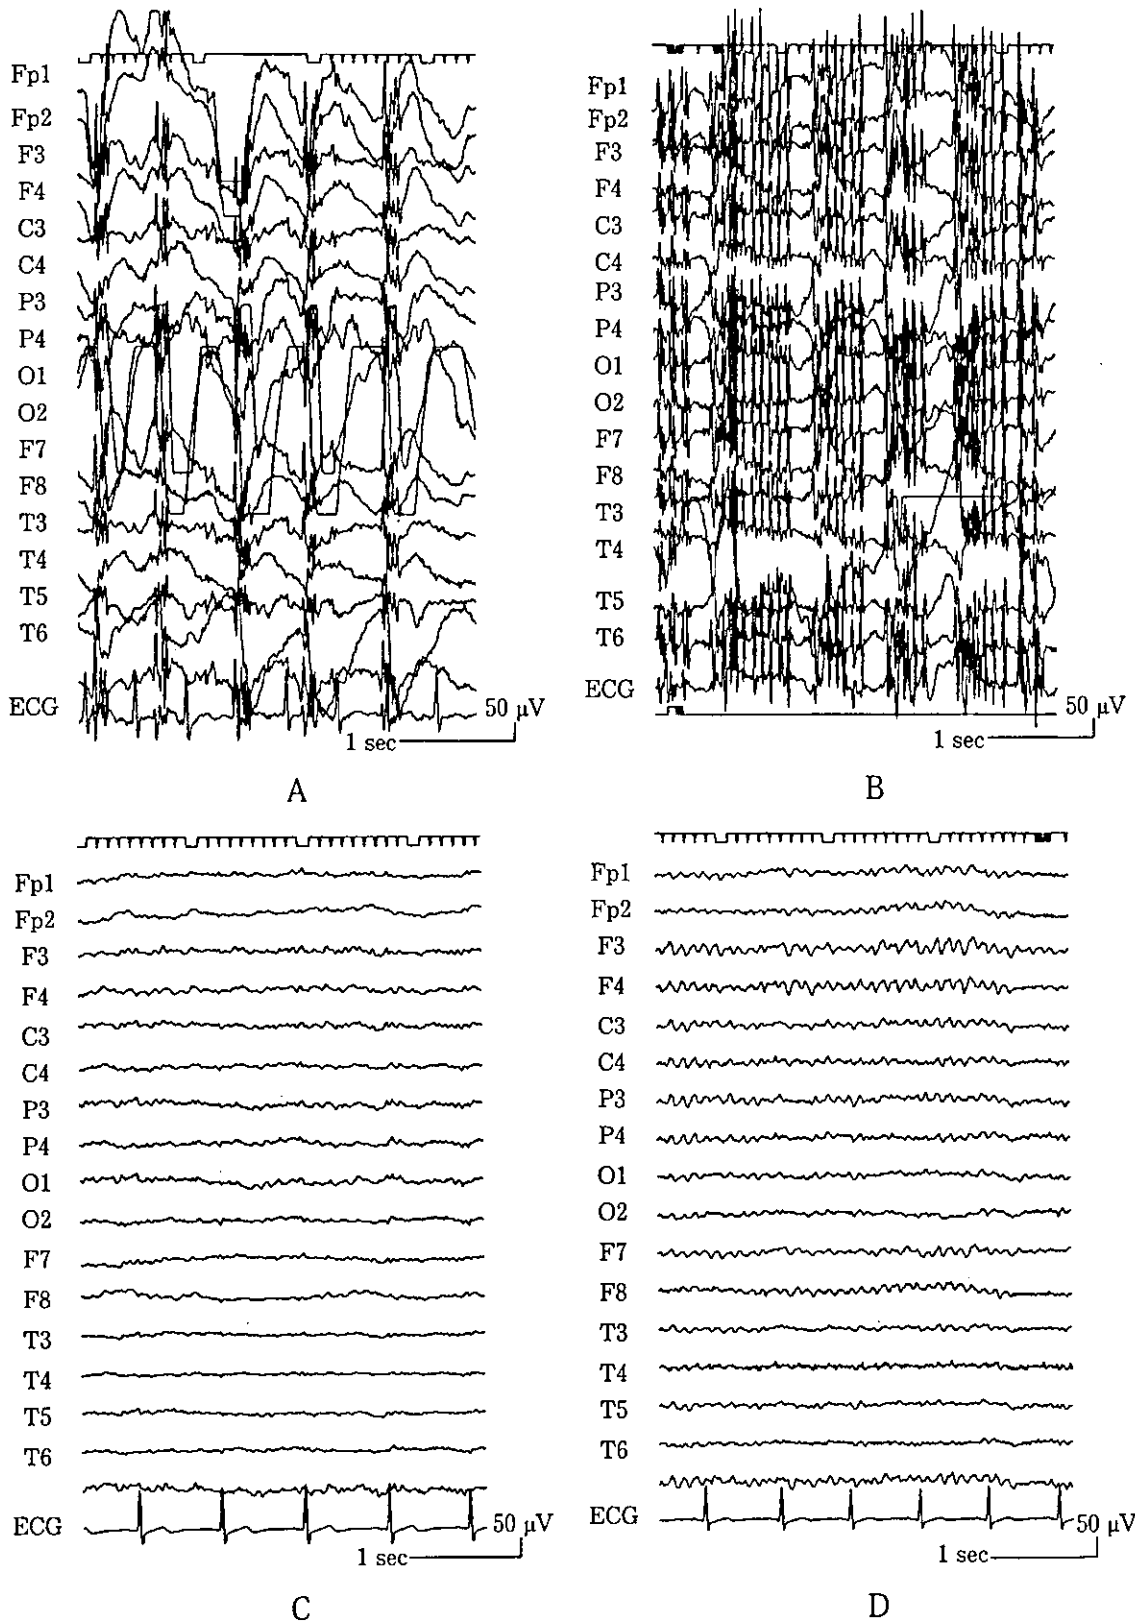 Fp1
Fp2
F3
F4
C3
C4
P3
P4
O1
O2
F7
F8
T3
T4
T5
T6
ECG
50 μV
1 sec
A
Fp1
Fp2
F3
F4
C3
C4
P3
P4
O1
O2
F7
F8
T3
T4
T5
T6
ECG
50 μV
1 sec
B
Fp1
Fp2
F3
F4
C3
C4
P3
P4
O1
O2
F7
F8
T3
T4
T5
T6
ECG
50 μV
1 sec
C
Fp1
Fp2
F3
F4
C3
C4
P3
P4
O1
O2
F7
F8
T3
T4
T5
T6
ECG
50 μV
1 sec
D